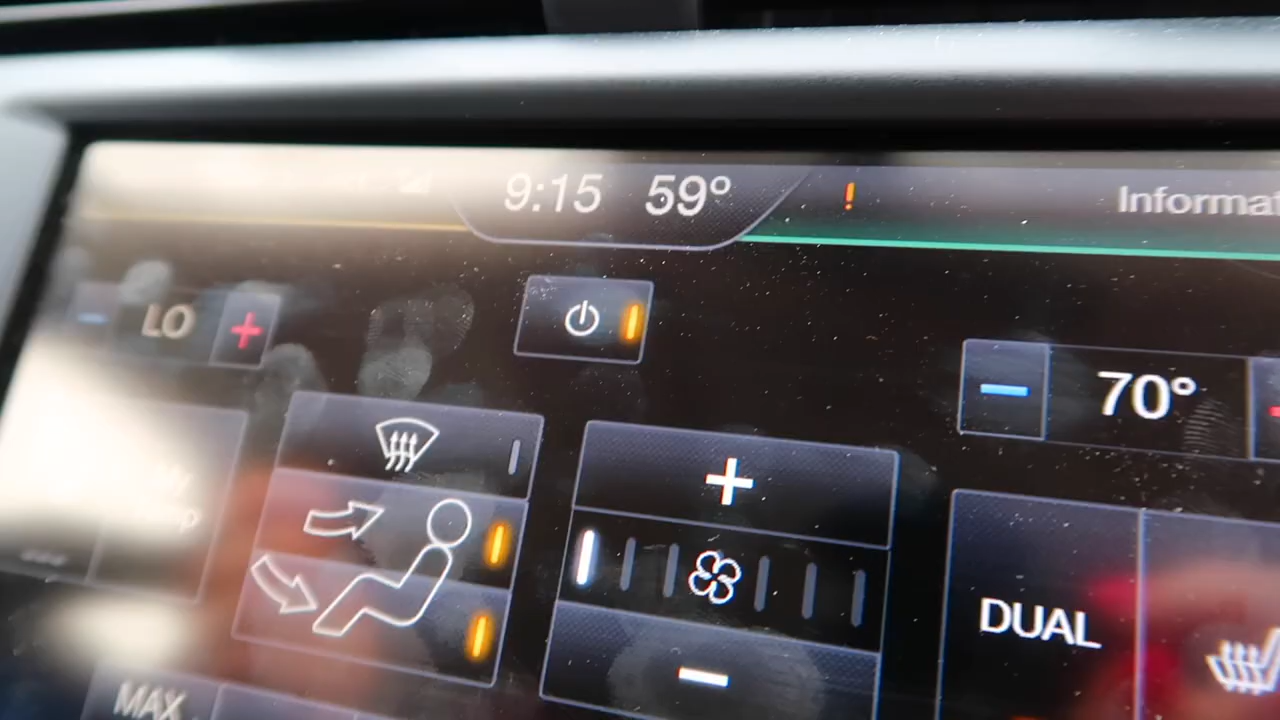 9:15 59°
! Informat
LO +
70°
+
DUAL
MAX